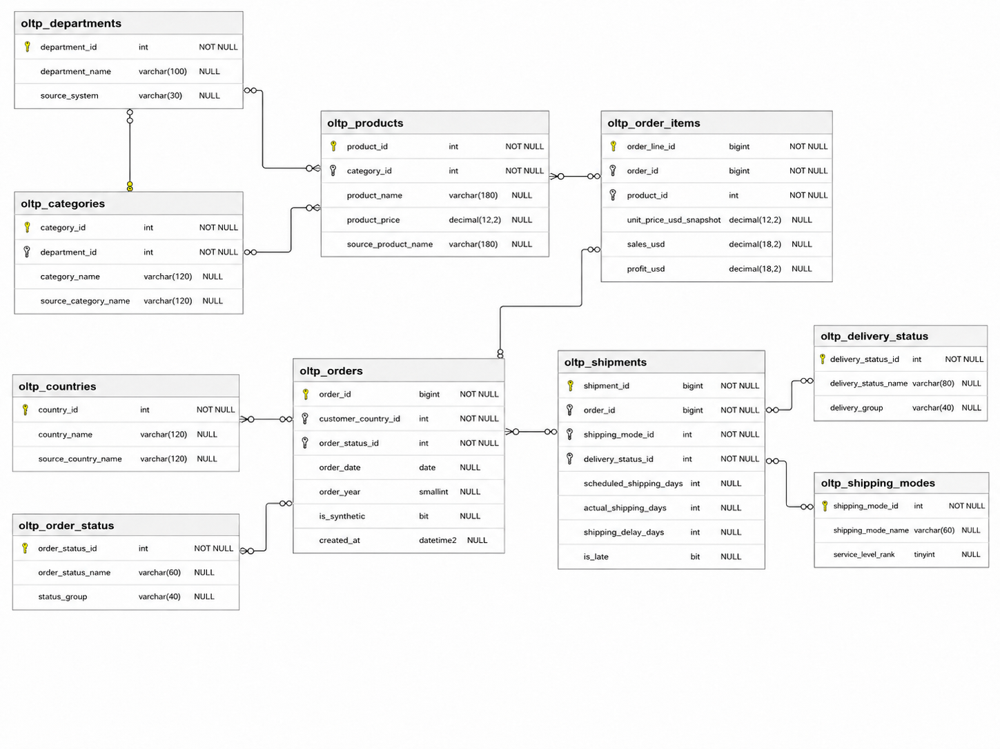 oltp_departments
department_id int NOT NULL
department_name varchar(100) NULL
source_system varchar(30) NULL
oltp_products
product_id int NOT NULL
category_id int NOT NULL
product_name varchar(180) NULL
product_price decimal(12,2) NULL
source_product_name varchar(180) NULL
oltp_order_items
order_line_id bigint NOT NULL
order_id bigint NOT NULL
product_id int NOT NULL
unit_price_usd_snapshot decimal(12,2) NULL
sales_usd decimal(18,2) NULL
profit_usd decimal(18,2) NULL
oltp_categories
category_id int NOT NULL
department_id int NOT NULL
category_name varchar(120) NULL
source_category_name varchar(120) NULL
oltp_countries
country_id int NOT NULL
country_name varchar(120) NULL
source_country_name varchar(120) NULL
oltp_orders
order_id bigint NOT NULL
customer_country_id int NOT NULL
order_status_id int NOT NULL
order_date date NULL
order_year smallint NULL
is_synthetic bit NULL
created_at datetime2 NULL
oltp_shipments
shipment_id bigint NOT NULL
order_id bigint NOT NULL
shipping_mode_id int NOT NULL
delivery_status_id int NOT NULL
scheduled_shipping_days int NULL
actual_shipping_days int NULL
shipping_delay_days int NULL
is_late bit NULL
oltp_delivery_status
delivery_status_id int NOT NULL
delivery_status_name varchar(80) NULL
delivery_group varchar(40) NULL
oltp_shipping_modes
shipping_mode_id int NOT NULL
shipping_mode_name varchar(60) NULL
service_level_rank tinyint NULL
oltp_order_status
order_status_id int NOT NULL
order_status_name varchar(60) NULL
status_group varchar(40) NULL